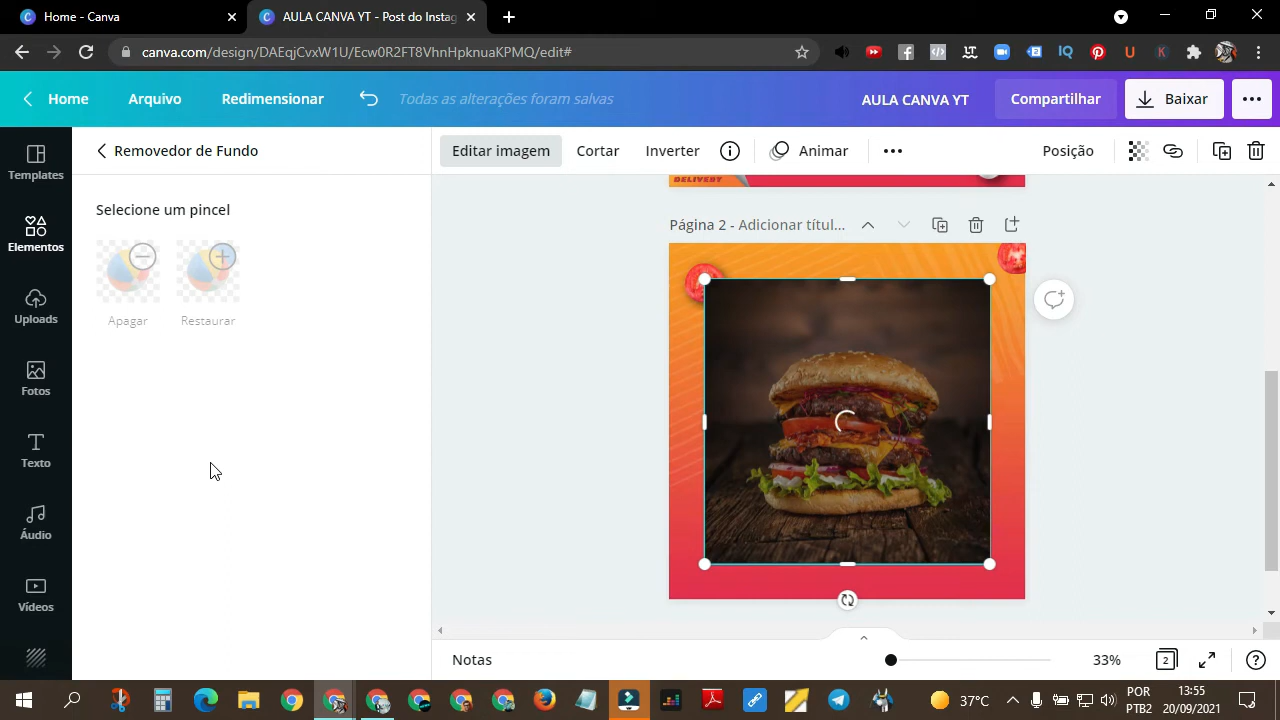 Home - Canva
AULA CANVA YT - Post do Instag
canva.com/design/DAEqjCvxW1U/Ecw0R2FT8VhnHpknuaKPMQ/edit#
Home
Arquivo
Redimensionar
Todas as alterações foram salvas
AULA CANVA YT
Compartilhar
Baixar
Templates
Elementos
Uploads
Fotos
Texto
Áudio
Vídeos
Removedor de Fundo
Selecione um pincel
Apagar
Restaurar
Editar imagem
Cortar
Inverter
Animar
Posição
DELIVERY
Página 2 - Adicionar títul...
Notas
33%
2
37°C
POR
PTB2
13:55
20/09/2021